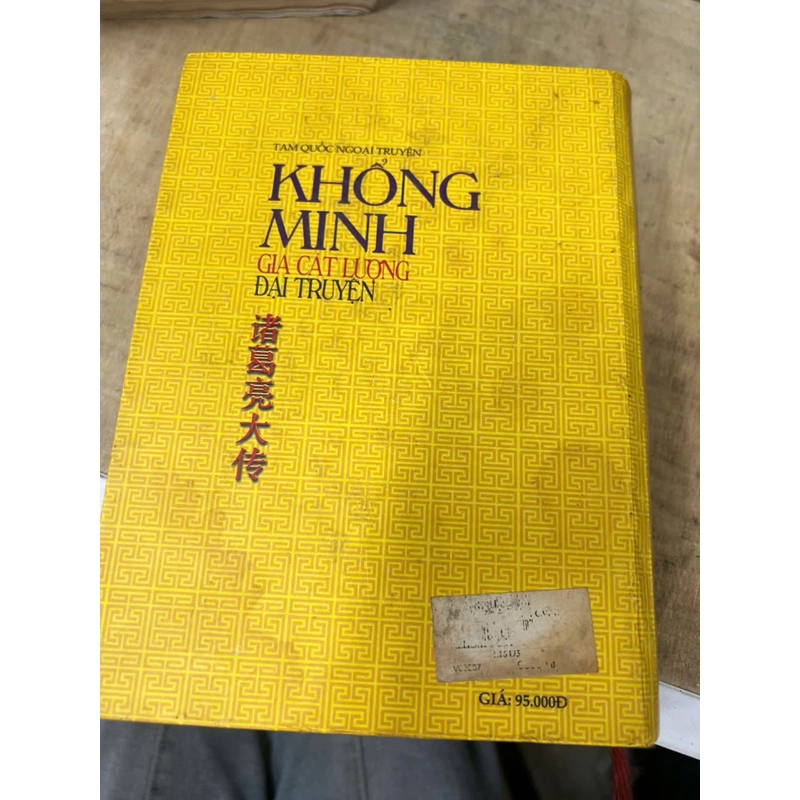 TAM QUỐC NGOẠI TRUYỆN
KHỔNG
MINH
GIA CÁT LƯỢNG
ĐẠI TRUYỆN
诸葛亮大传
GIÁ: 95.000Đ